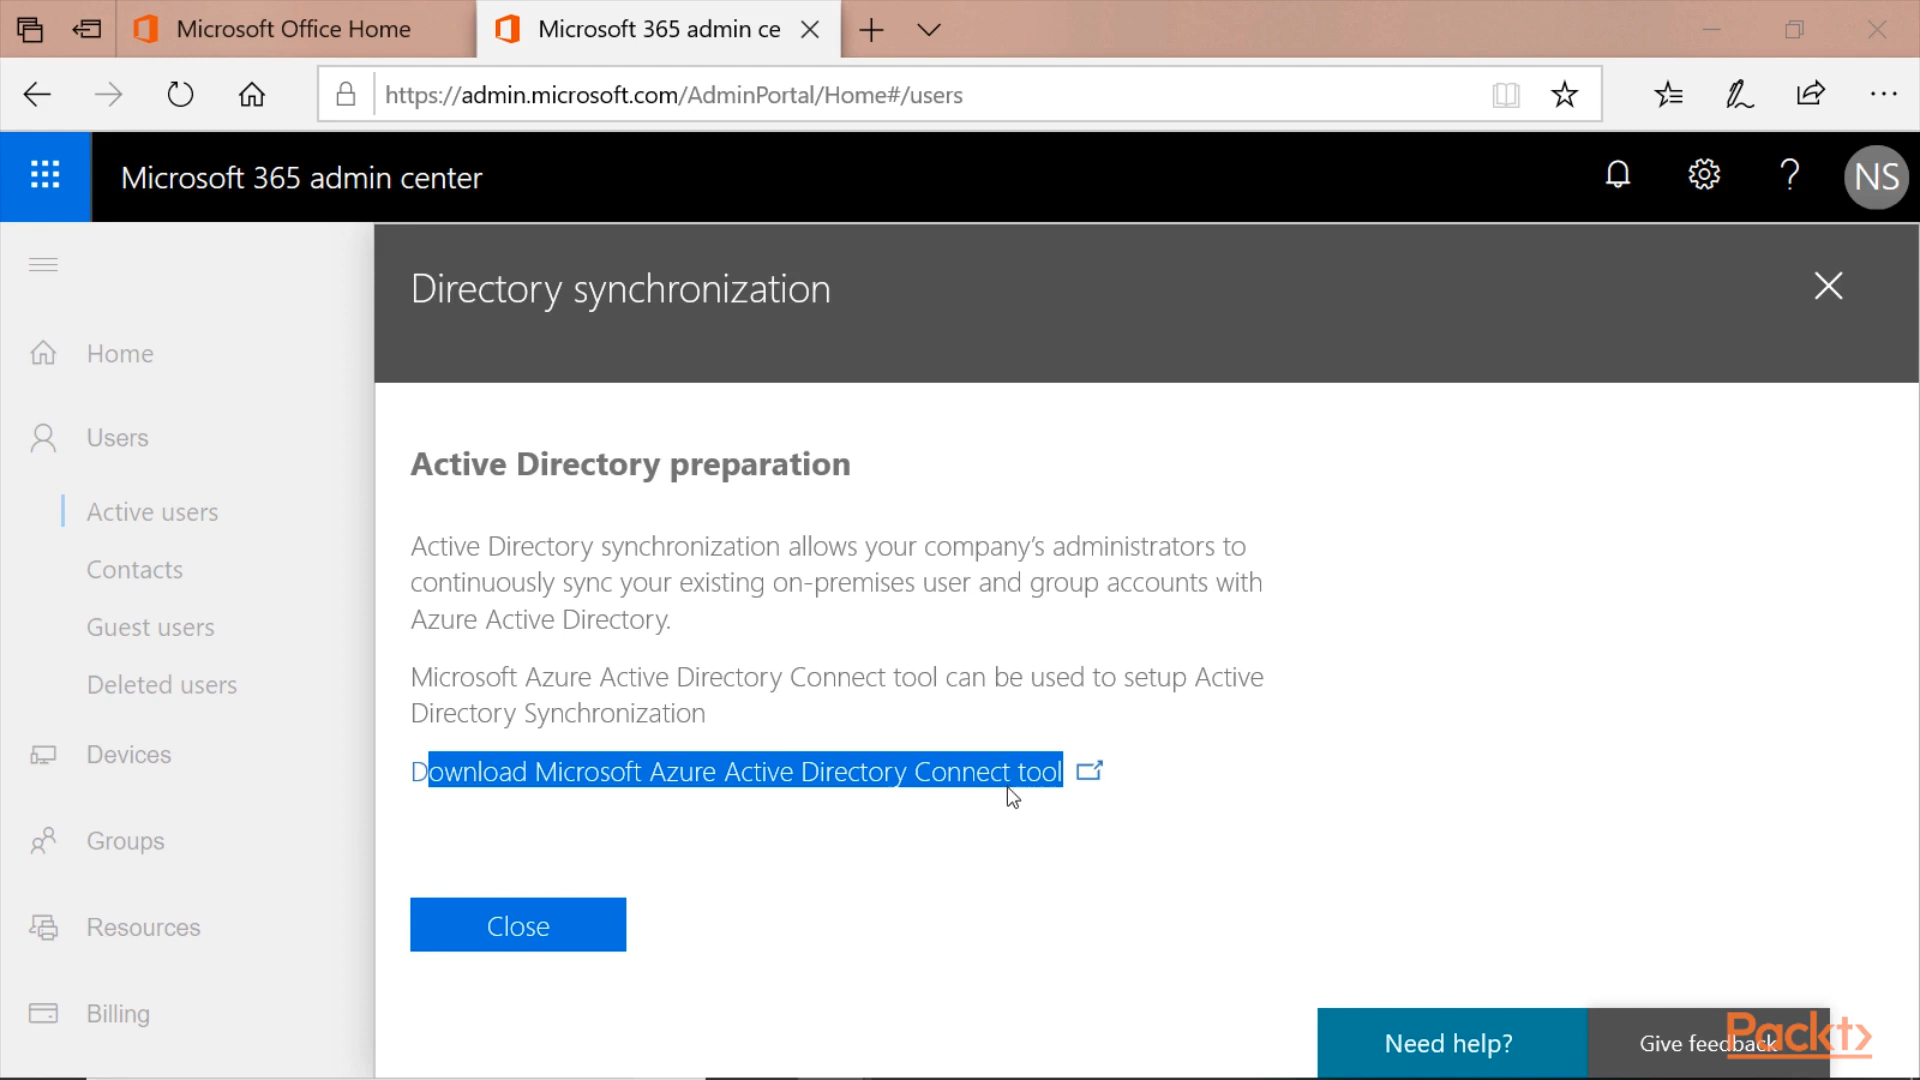 Microsoft Office Home
Microsoft 365 admin ce
https://admin.microsoft.com/AdminPortal/Home#/users
Microsoft 365 admin center
NS
Directory synchronization
Home
Users
Active users
Contacts
Guest users
Deleted users
Devices
Groups
Resources
Billing
Active Directory preparation
Active Directory synchronization allows your company's administrators to
continuously sync your existing on-premises user and group accounts with
Azure Active Directory.
Microsoft Azure Active Directory Connect tool can be used to setup Active
Directory Synchronization
Download Microsoft Azure Active Directory Connect tool
Close
Need help?
Give feedback
Packt